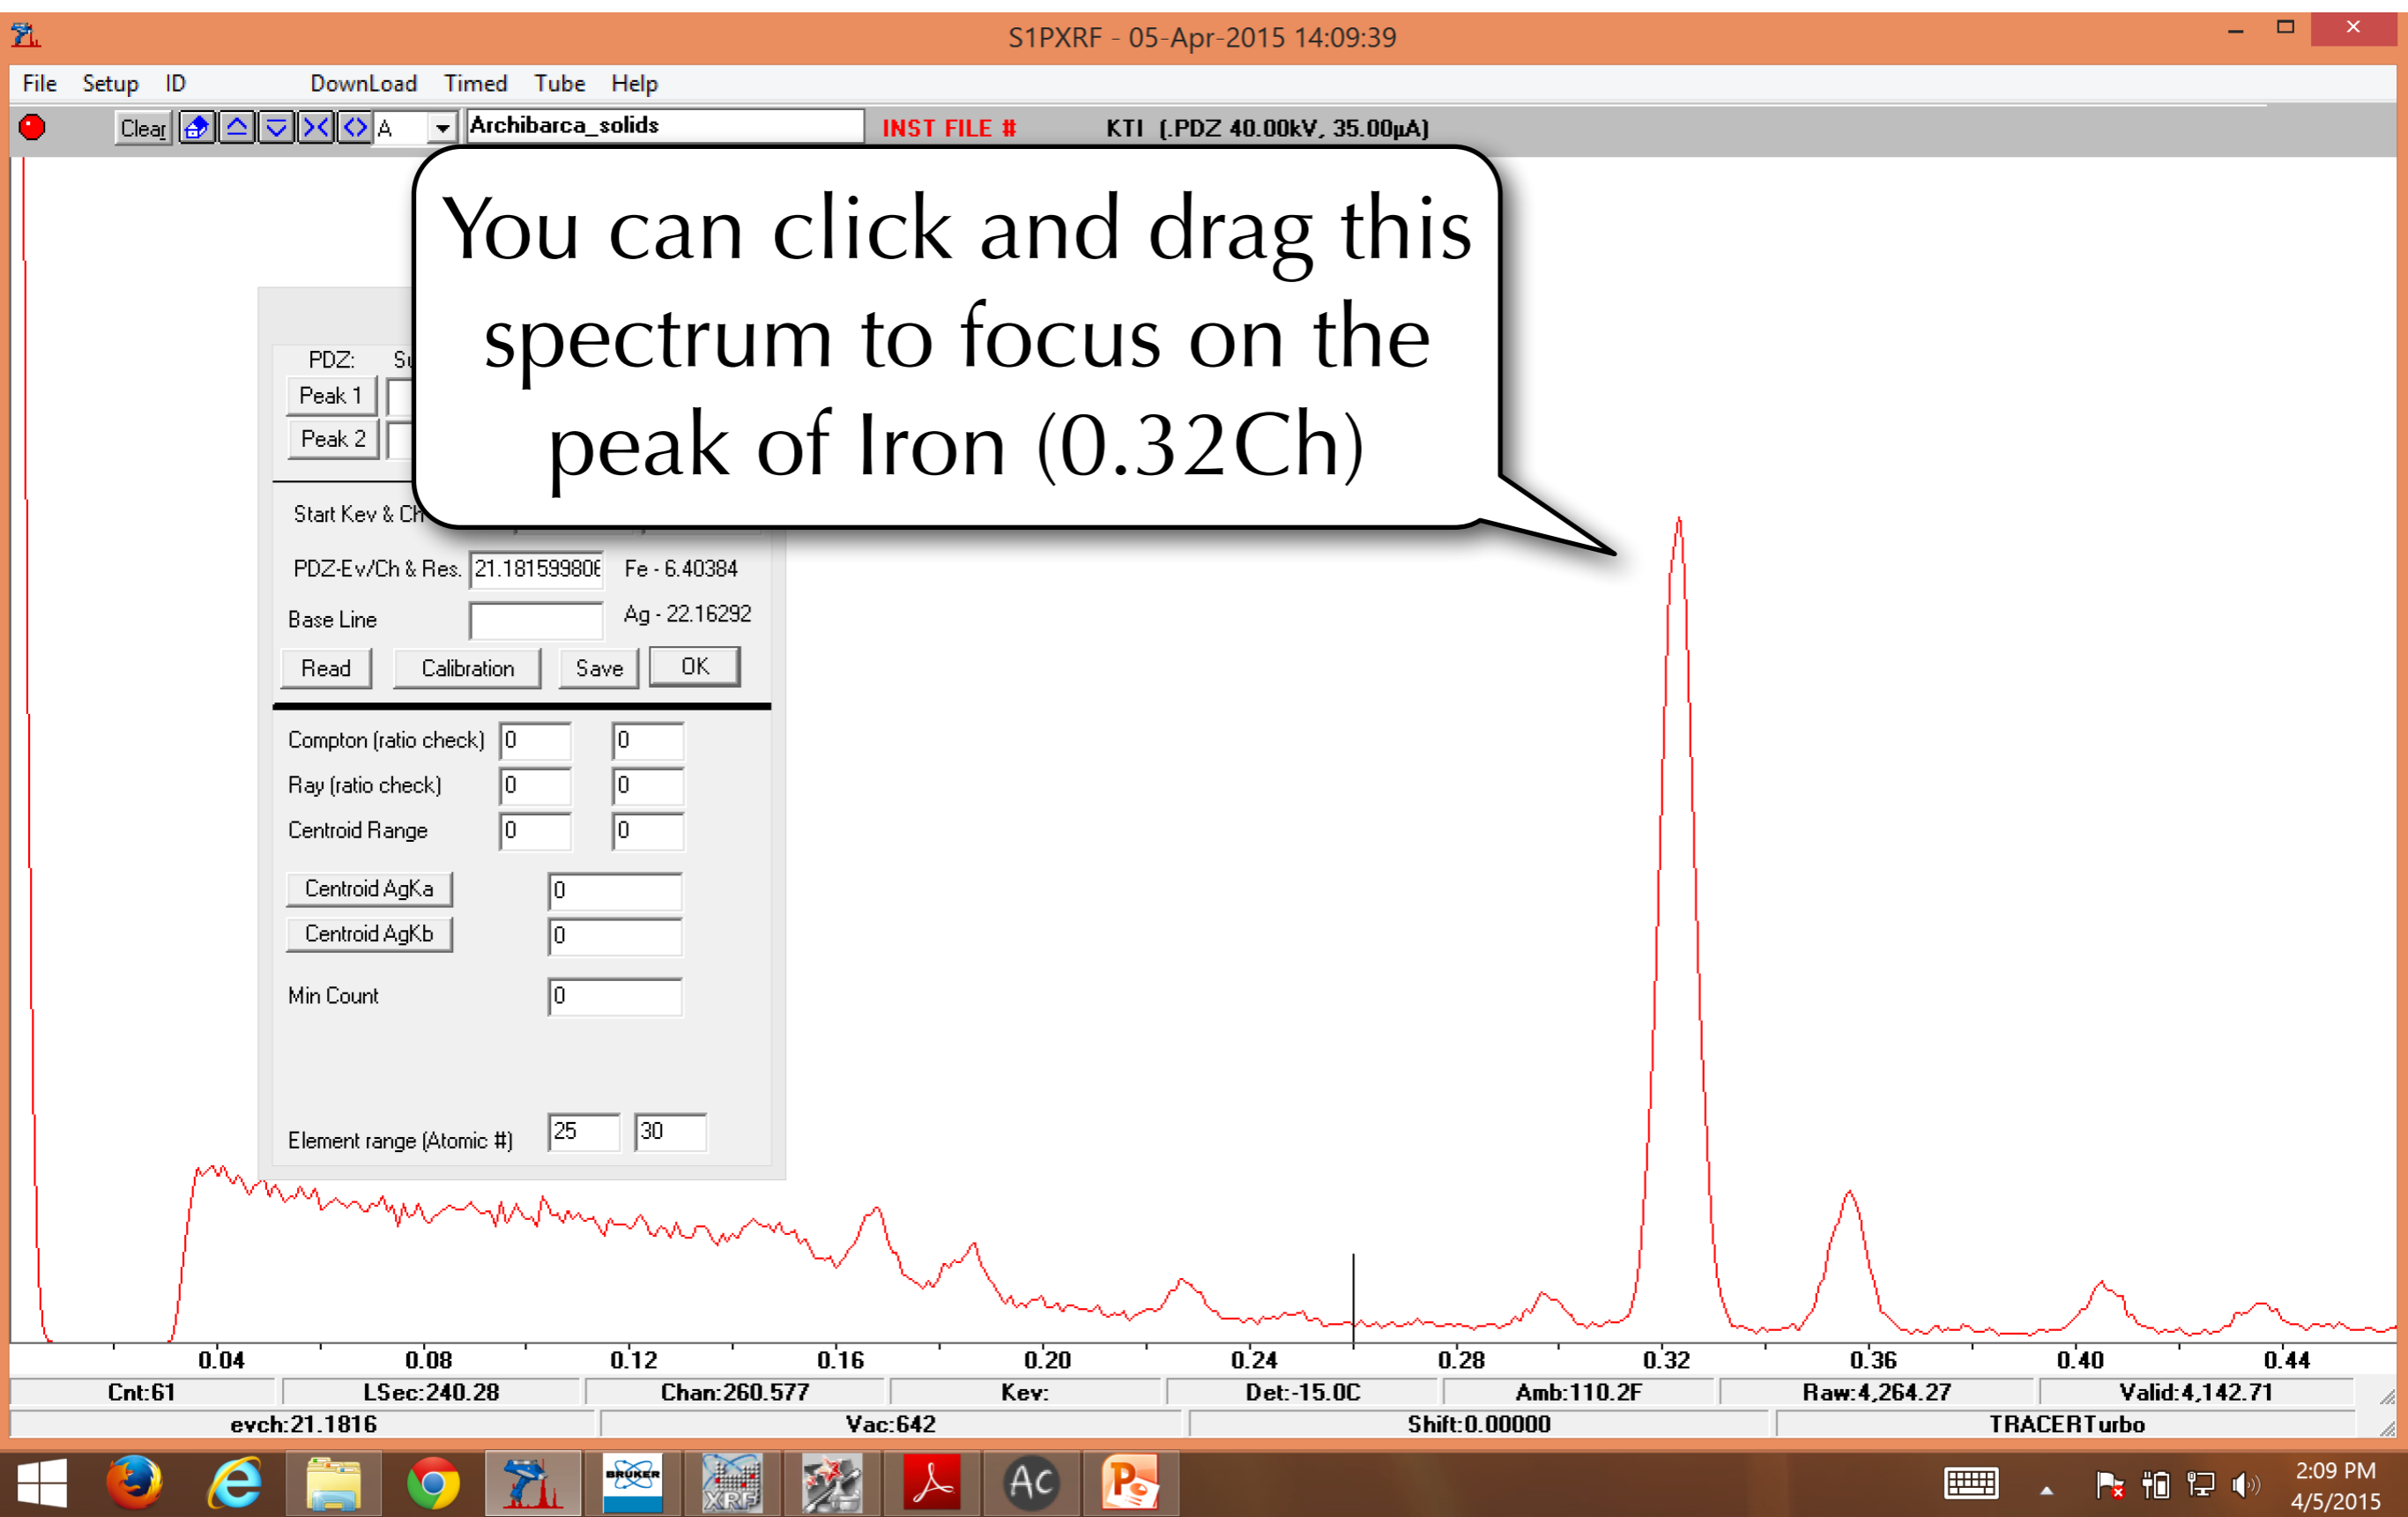 S1PXRF - 05-Apr-2015 14:09:39
File Setup ID DownLoad Timed Tube Help
Clear A Archibarca_solids INST FILE # KTI (.PDZ 40.00kV, 35.00µA)
You can click and drag this
spectrum to focus on the
peak of Iron (0.32Ch)
PDZ:
Peak 1
Peak 2
Start Kev & Ch
PDZ-Ev/Ch & Res. 21.181599806 Fe - 6.40384
Base Line Ag - 22.16292
Read Calibration Save OK
Compton (ratio check) 0 0
Ray (ratio check) 0 0
Centroid Range 0 0
Centroid AgKa 0
Centroid AgKb 0
Min Count 0
Element range (Atomic #) 25 30
0.04 0.08 0.12 0.16 0.20 0.24 0.28 0.32 0.36 0.40 0.44
Cnt:61 LSec:240.28 Chan:260.577 Kev: Det:-15.0C Amb:110.2F Raw:4,264.27 Valid:4,142.71
evch:21.1816 Vac:642 Shift:0.00000 TRACERTurbo
BRUKER XRF AC P 2:09 PM
4/5/2015